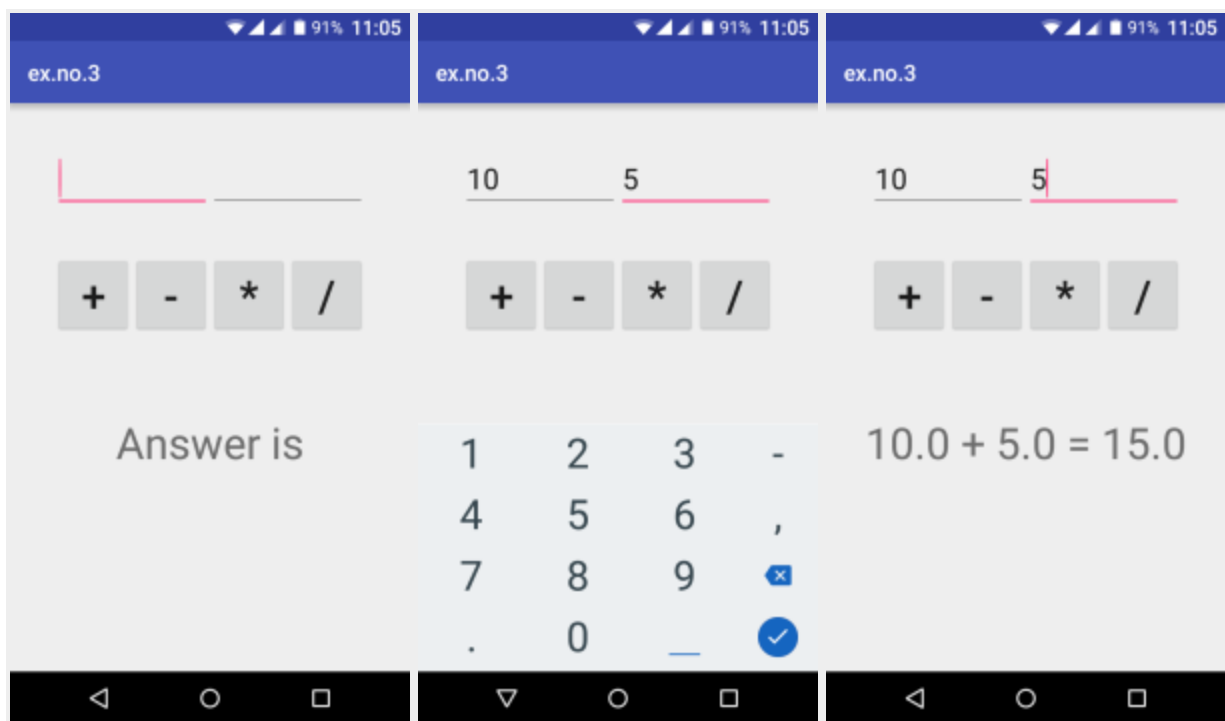 91% 11:05
ex.no.3
+ - * /
Answer is
91% 11:05
ex.no.3
10 5
+ - * /
1 2 3 -
4 5 6 ,
7 8 9
. 0 _
91% 11:05
ex.no.3
10 5
+ - * /
10.0 + 5.0 = 15.0